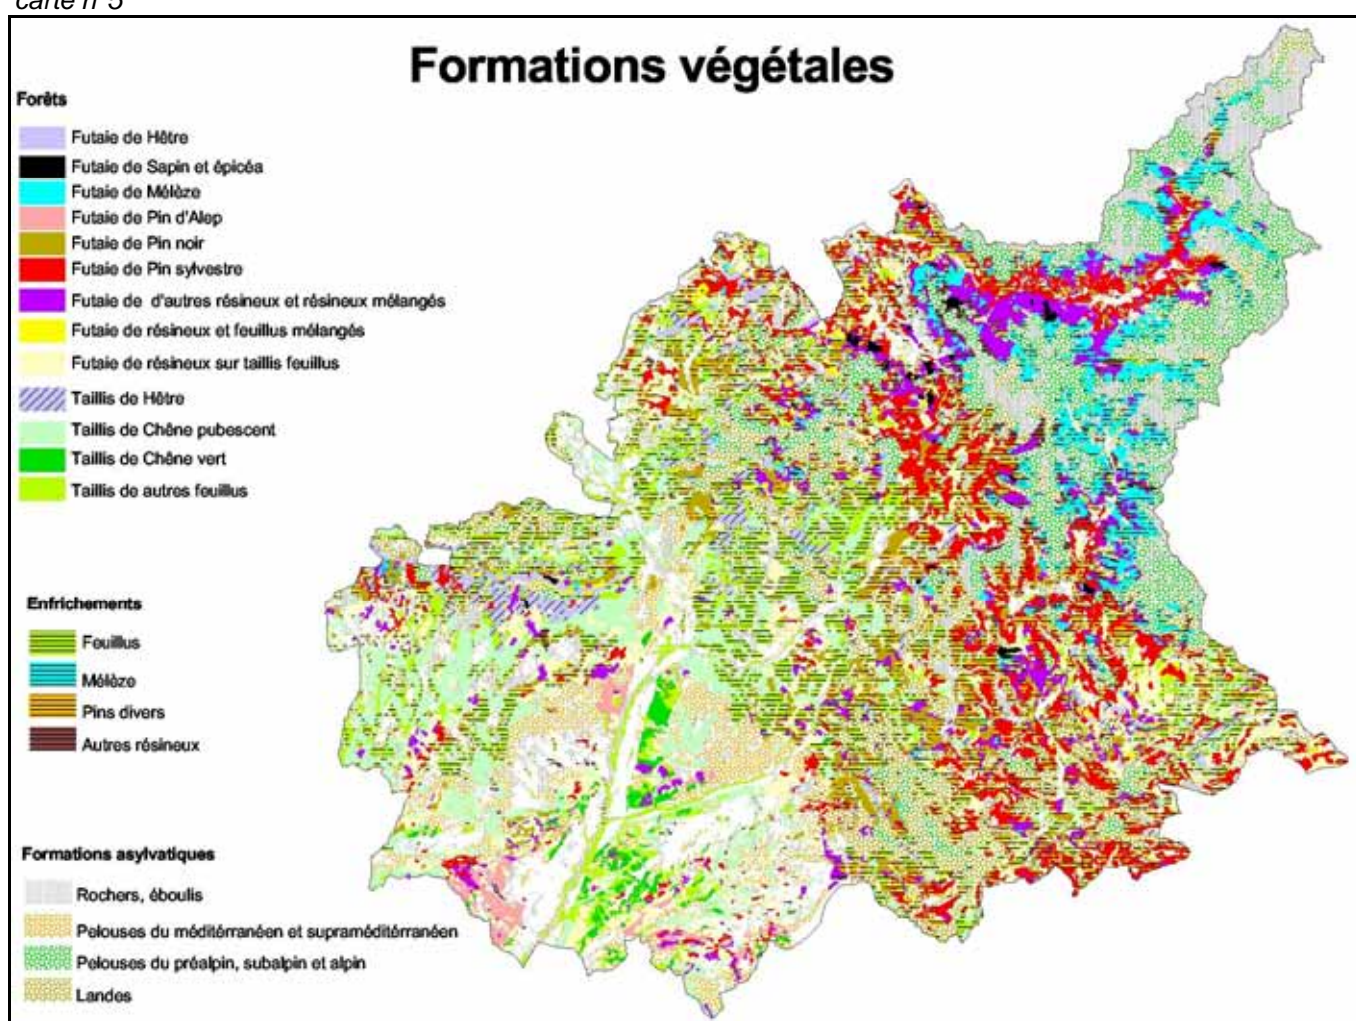 carte n°5
Formations végétales
Forêts
Futaie de Hêtre
Futaie de Sapin et épicéa
Futaie de Mélèze
Futaie de Pin d'Alep
Futaie de Pin noir
Futaie de Pin sylvestre
Futaie de d'autres résineux et résineux mélangés
Futaie de résineux et feuillus mélangés
Futaie de résineux sur taillis feuillus
Taillis de Hêtre
Taillis de Chêne pubescent
Taillis de Chêne vert
Taillis de autres feuillus
Enfrichements
Feuillus
Mélèze
Pins divers
Autres résineux
Formations asylvatiques
Rochers, éboulis
Pelouses du méditérranéen et supraméditérranéen
Pelouses du préalpin, subalpin et alpin
Landes